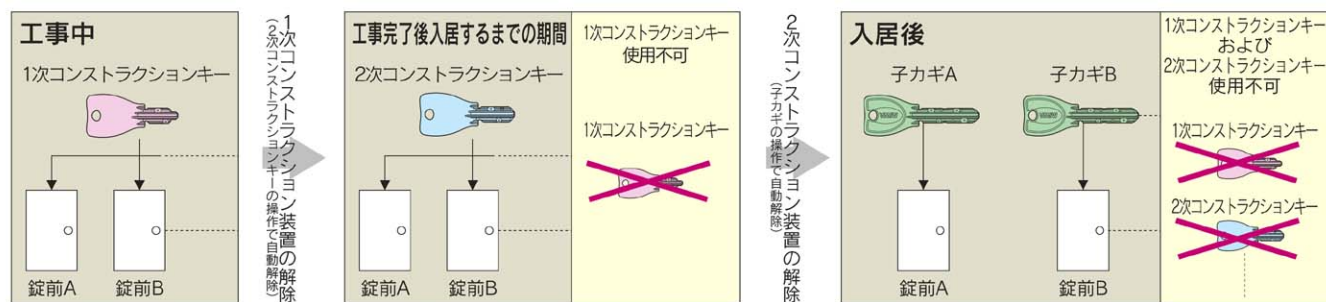 工事中
1次コンストラクションキー
錠前A
錠前B
1次コンストラクション装置の解除
(2次コンストラクションキーの操作で自動解除)
工事完了後入居するまでの期間
2次コンストラクションキー
錠前A
錠前B
1次コンストラクションキー
使用不可
1次コンストラクションキー
2次コンストラクション装置の解除
(子カギの操作で自動解除)
入居後
子カギA
子カギB
錠前A
錠前B
1次コンストラクションキー
および
2次コンストラクションキー
使用不可
1次コンストラクションキー
2次コンストラクションキー